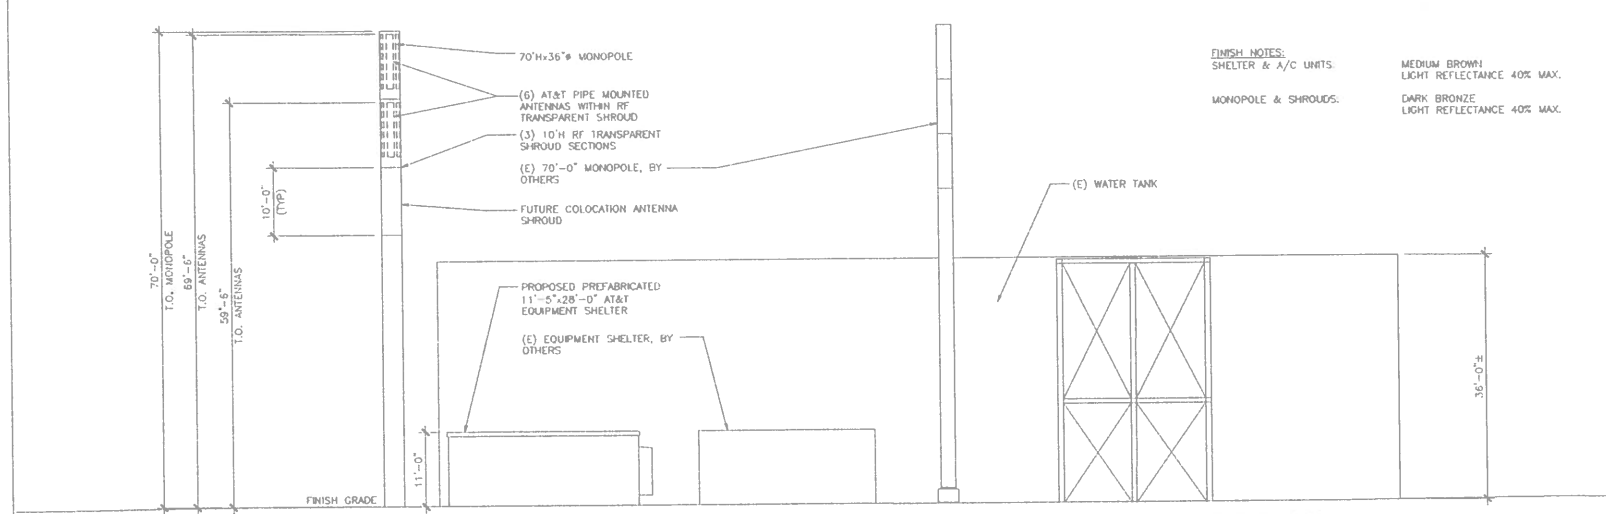 70'Hx36"ø MONOPOLE
(6) AT&T PIPE MOUNTED
ANTENNAS WITHIN RF
TRANSPARENT SHROUD
(3) 10'H RF TRANSPARENT
SHROUD SECTIONS
(E) 70'-0" MONOPOLE, BY
OTHERS
FUTURE COLOCATION ANTENNA
SHROUD
PROPOSED PREFABRICATED
11'-5"x28'-0" AT&T
EQUIPMENT SHELTER
(E) EQUIPMENT SHELTER, BY
OTHERS
FINISH NOTES:
SHELTER & A/C UNITS:
MEDIUM BROWN
LIGHT REFLECTANCE 40% MAX.
MONOPOLE & SHROUDS:
DARK BRONZE
LIGHT REFLECTANCE 40% MAX.
(E) WATER TANK
70'-0"
T.O. MONOPOLE
69'-6"
T.O. ANTENNAS
59'-6"
T.O. ANTENNAS
10'-0"
(TYP)
11'-0"
36'-0"±
FINISH GRADE